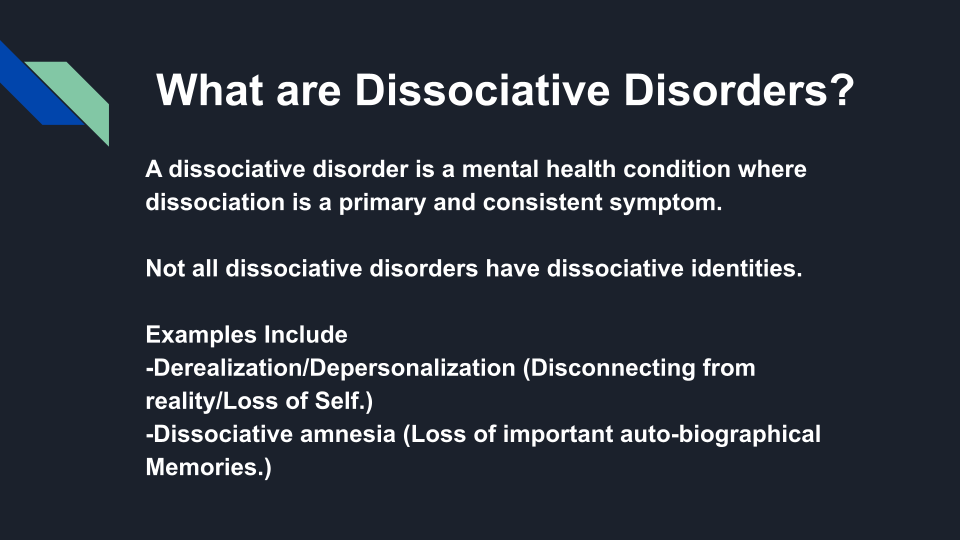 What are Dissociative Disorders?
A dissociative disorder is a mental health condition where
dissociation is a primary and consistent symptom.
Not all dissociative disorders have dissociative identities.
Examples Include
-Derealization/Depersonalization (Disconnecting from
reality/Loss of Self.)
-Dissociative amnesia (Loss of important auto-biographical
Memories.)